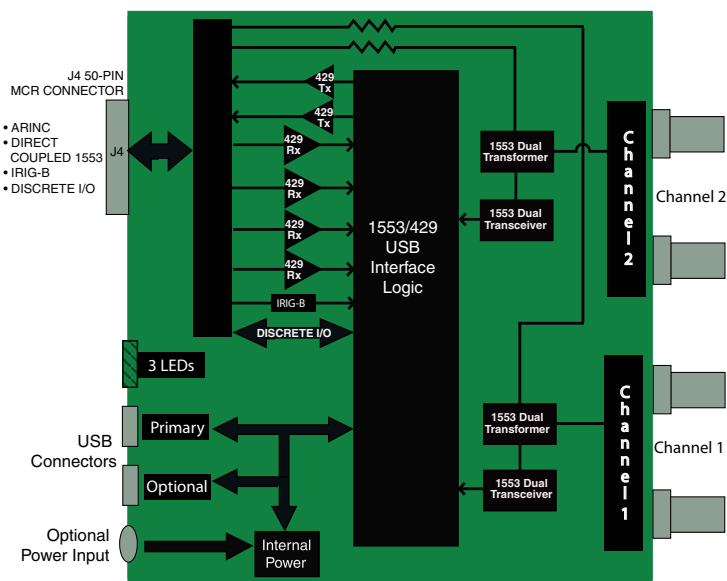 J4 50-PIN
MCR CONNECTOR
• ARINC
• DIRECT
COUPLED 1553
• IRIG-B
• DISCRETE I/O
J4
429
Tx
429
Tx
429
Rx
429
Rx
429
Rx
429
Rx
IRIG-B
DISCRETE I/O
1553/429
USB
Interface
Logic
1553 Dual
Transformer
1553 Dual
Transceiver
Channel 2
Channel 2
3 LEDs
USB
Connectors
Primary
Optional
Optional
Power Input
Internal
Power
1553 Dual
Transformer
1553 Dual
Transceiver
Channel 1
Channel 1